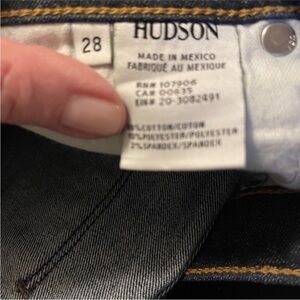 HUDSON
28
MADE IN MEXICO
FABRIQUÉ AU MEXIQUE
RN# 107906
CA# 00635
EIN# 20-3082491
COTTON/COTON
POLYESTER/POLYESTER
2% SPANDEX/SPANDEX